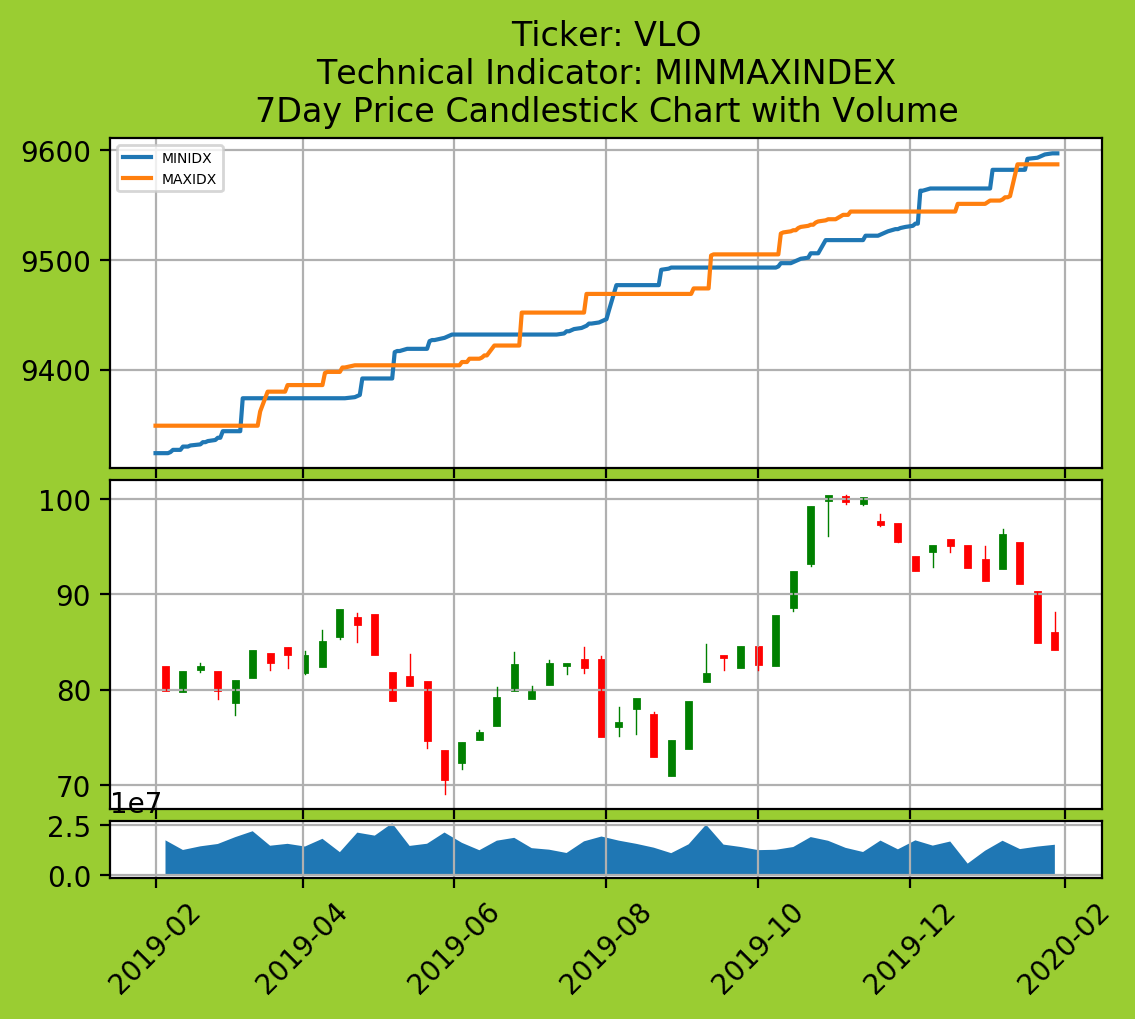 Ticker: VLO
Technical Indicator: MINMAXINDEX
7Day Price Candlestick Chart with Volume
9600
9500
9400
MINIDX
MAXIDX
100
90
80
70
1e7
2.5
0.0
2019-02
2019-04
2019-06
2019-08
2019-10
2019-12
2020-02